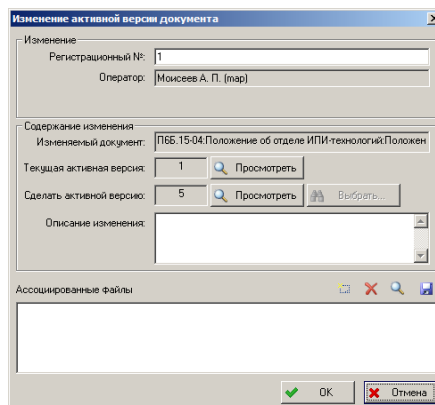 Изменение активной версии документа
Изменение
Регистрационный №: 1
Оператор: Моисеев А. П. (map)
Содержание изменения
Изменяемый документ: П6Б.15-04:Положение об отделе ИПИ-технологий:Положен
Текущая активная версия: 1 Просмотреть
Сделать активной версию: 5 Просмотреть Выбрать...
Описание изменения:
Ассоциированные файлы
OK Отмена